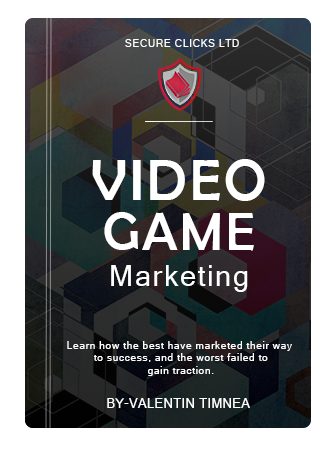 SECURE CLICKS LTD
VIDEO
GAME
Marketing
Learn how the best have marketed their way
to success, and the worst failed to
gain traction.
BY-VALENTIN TIMNEA